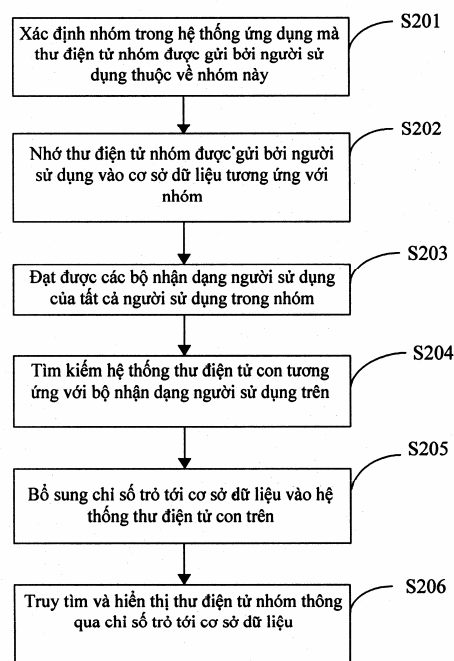 S201
Xác định nhóm trong hệ thống ứng dụng mà
thư điện tử nhóm được gửi bởi người sử
dụng thuộc về nhóm này
S202
Nhớ thư điện tử nhóm được gửi bởi người
sử dụng vào cơ sở dữ liệu tương ứng với
nhóm
S203
Đạt được các bộ nhận dạng người sử dụng
của tất cả người sử dụng trong nhóm
S204
Tìm kiếm hệ thống thư điện tử con tương
ứng với bộ nhận dạng người sử dụng trên
S205
Bổ sung chỉ số trỏ tới cơ sở dữ liệu vào hệ
thống thư điện tử con trên
S206
Truy tìm và hiển thị thư điện tử nhóm thông
qua chỉ số trỏ tới cơ sở dữ liệu